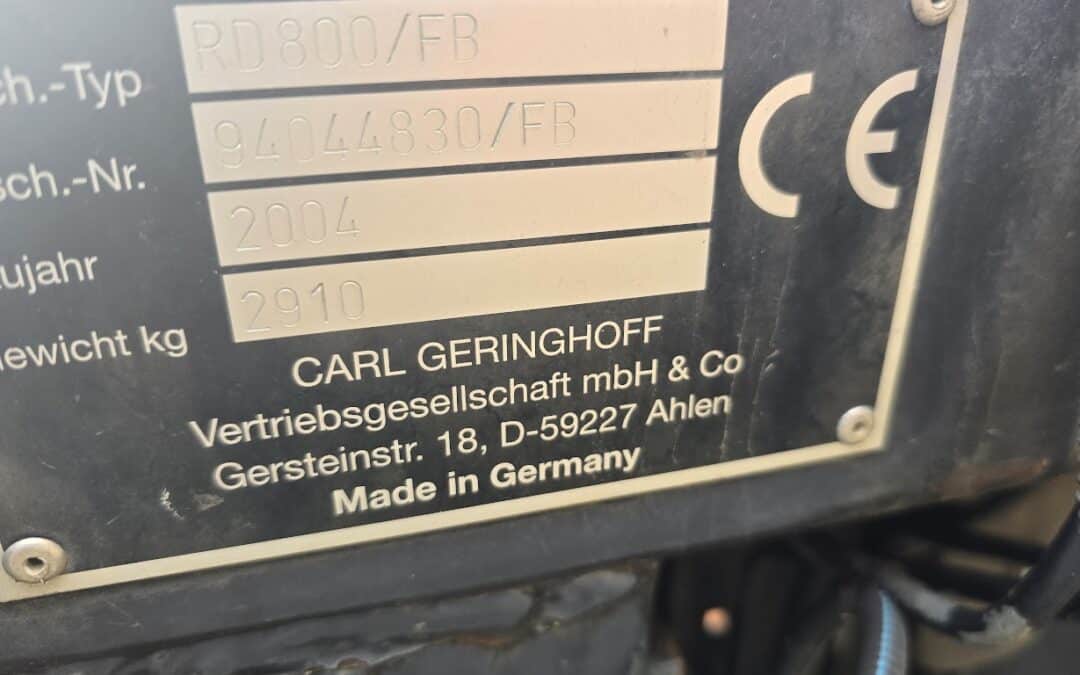 ch.-Typ RD800/FB
sch.-Nr. 94044830/FB
ujahr 2004
ewicht kg 2910
CE
CARL GERINGHOFF
Vertriebsgesellschaft mbH & Co
Gersteinstr. 18, D-59227 Ahlen
Made in Germany